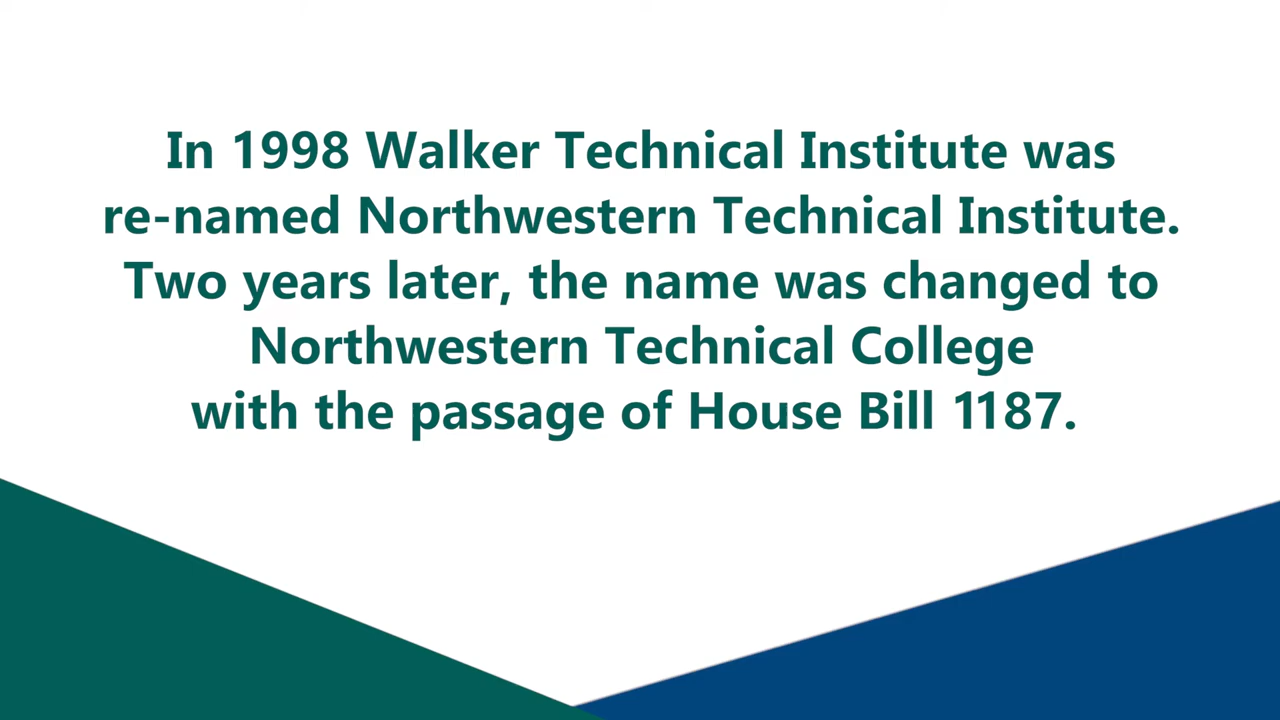 In 1998 Walker Technical Institute was
re-named Northwestern Technical Institute.
Two years later, the name was changed to
Northwestern Technical College
with the passage of House Bill 1187.